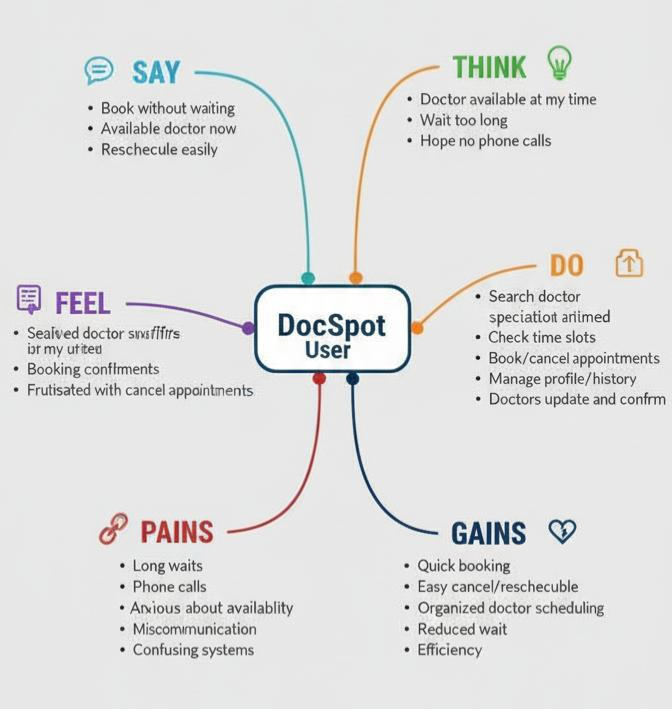 SAY
• Book without waiting
• Available doctor now
• Reschecule easily
THINK
• Doctor available at my time
• Wait too long
• Hope no phone calls
FEEL
• doctor
my
• Booking
• Frutisated with cancel appointments
DocSpot
User
DO
• Search doctor
• Check time slots
• Book/cancel appointments
• Manage profile/history
• Doctors update and confrm
PAINS
• Long waits
• Phone calls
• Anxious about availablity
• Miscommunication
• Confusing systems
GAINS
• Quick booking
• Easy cancel/reschecuble
• Organized doctor scheduling
• Reduced wait
• Efficiency